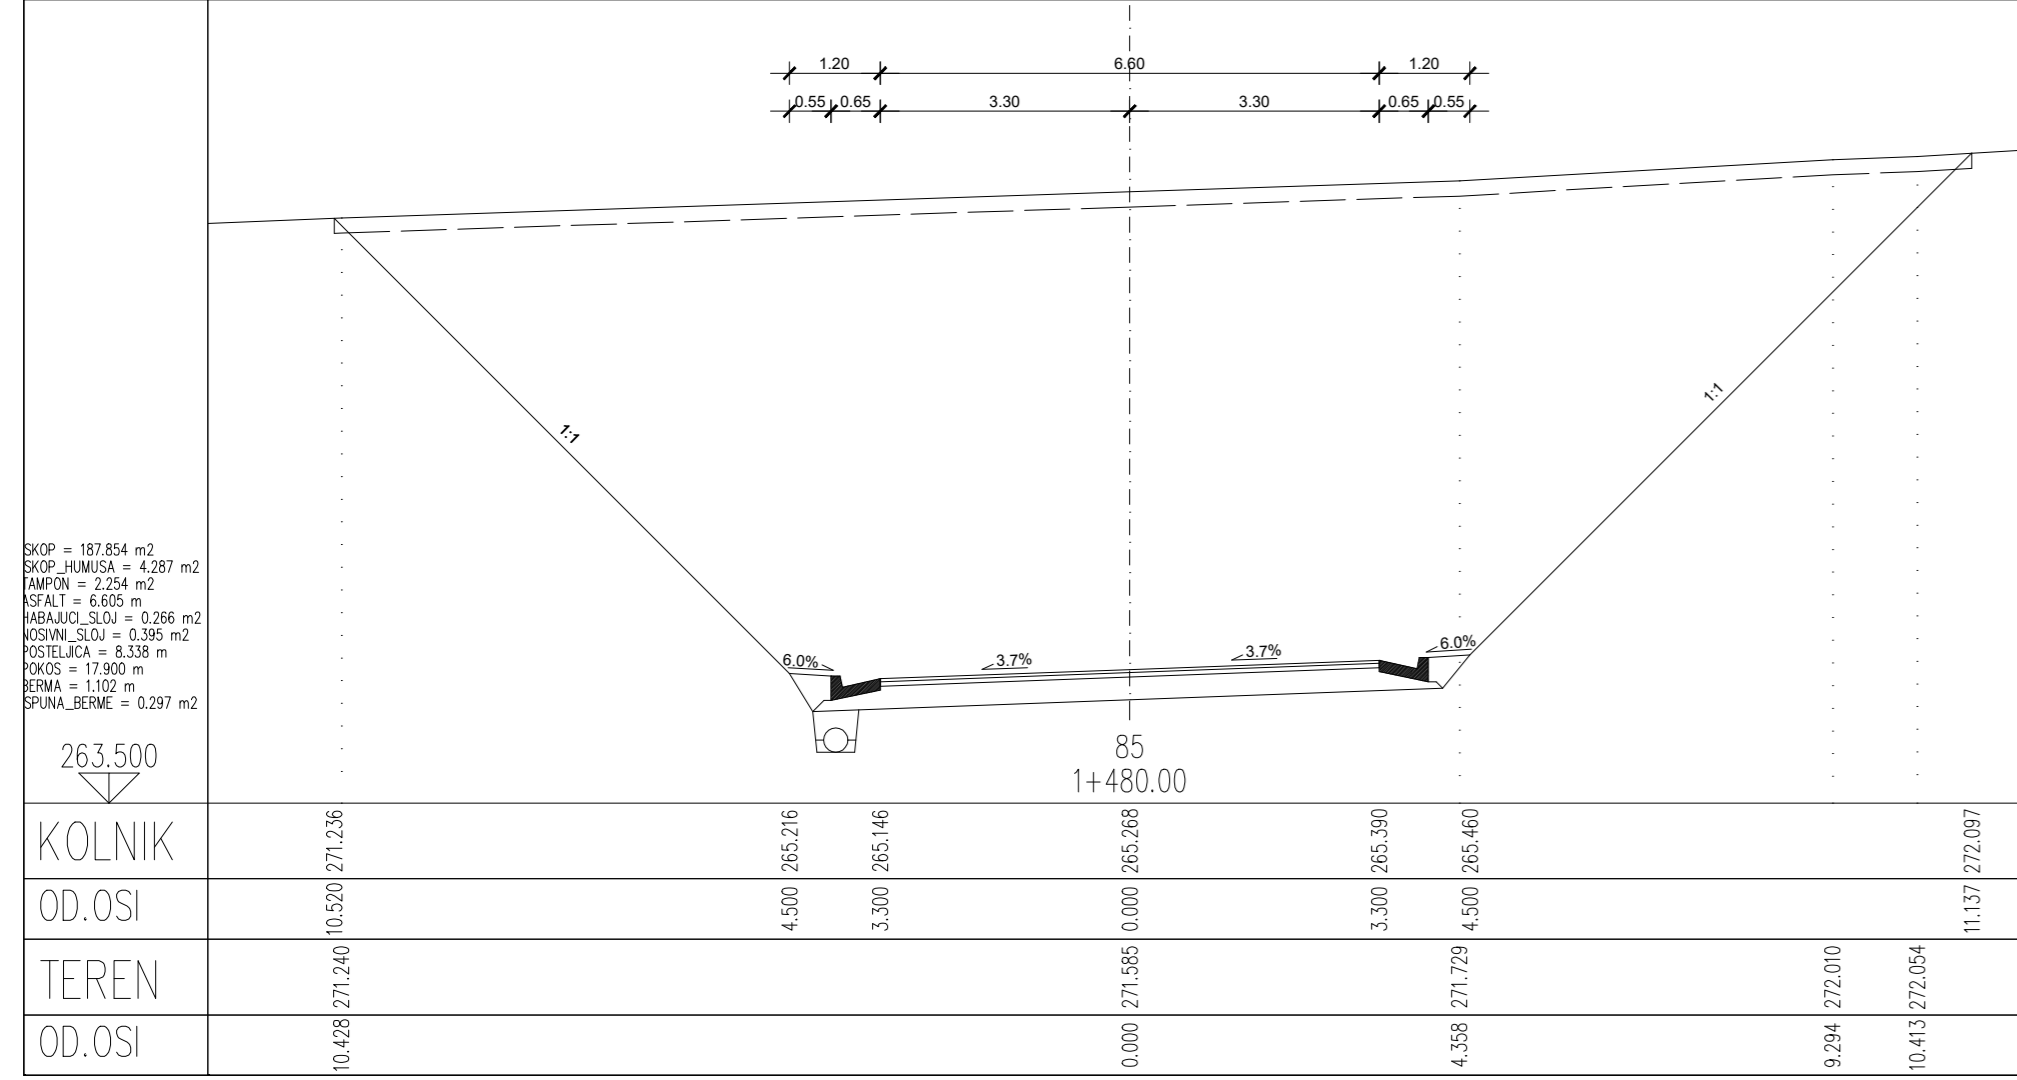 1.20 6.60 1.20
0.55 0.65 3.30 3.30 0.65 0.55
1:1
1:1
SKOP = 187.854 m2
SKOP_HUMUSA = 4.287 m2
TAMPON = 2.254 m2
ASFALT = 6.605 m
HABAJUCI_SLOJ = 0.266 m2
NOSIVNI_SLOJ = 0.395 m2
POSTELJICA = 8.338 m
POKOS = 17.900 m
BERMA = 1.102 m
SPUNA_BERME = 0.297 m2
6.0% 3.7% 3.7% 6.0%
263.500
85
1+480.00
KOLNIK 271.236 265.216 265.146 265.268 265.390 265.460 272.097
OD.OSI 10.520 4.500 3.300 0.000 3.300 4.500 11.137
TEREN 271.240 271.585 271.729 272.010 272.054
OD.OSI 10.428 0.000 4.358 9.294 10.413